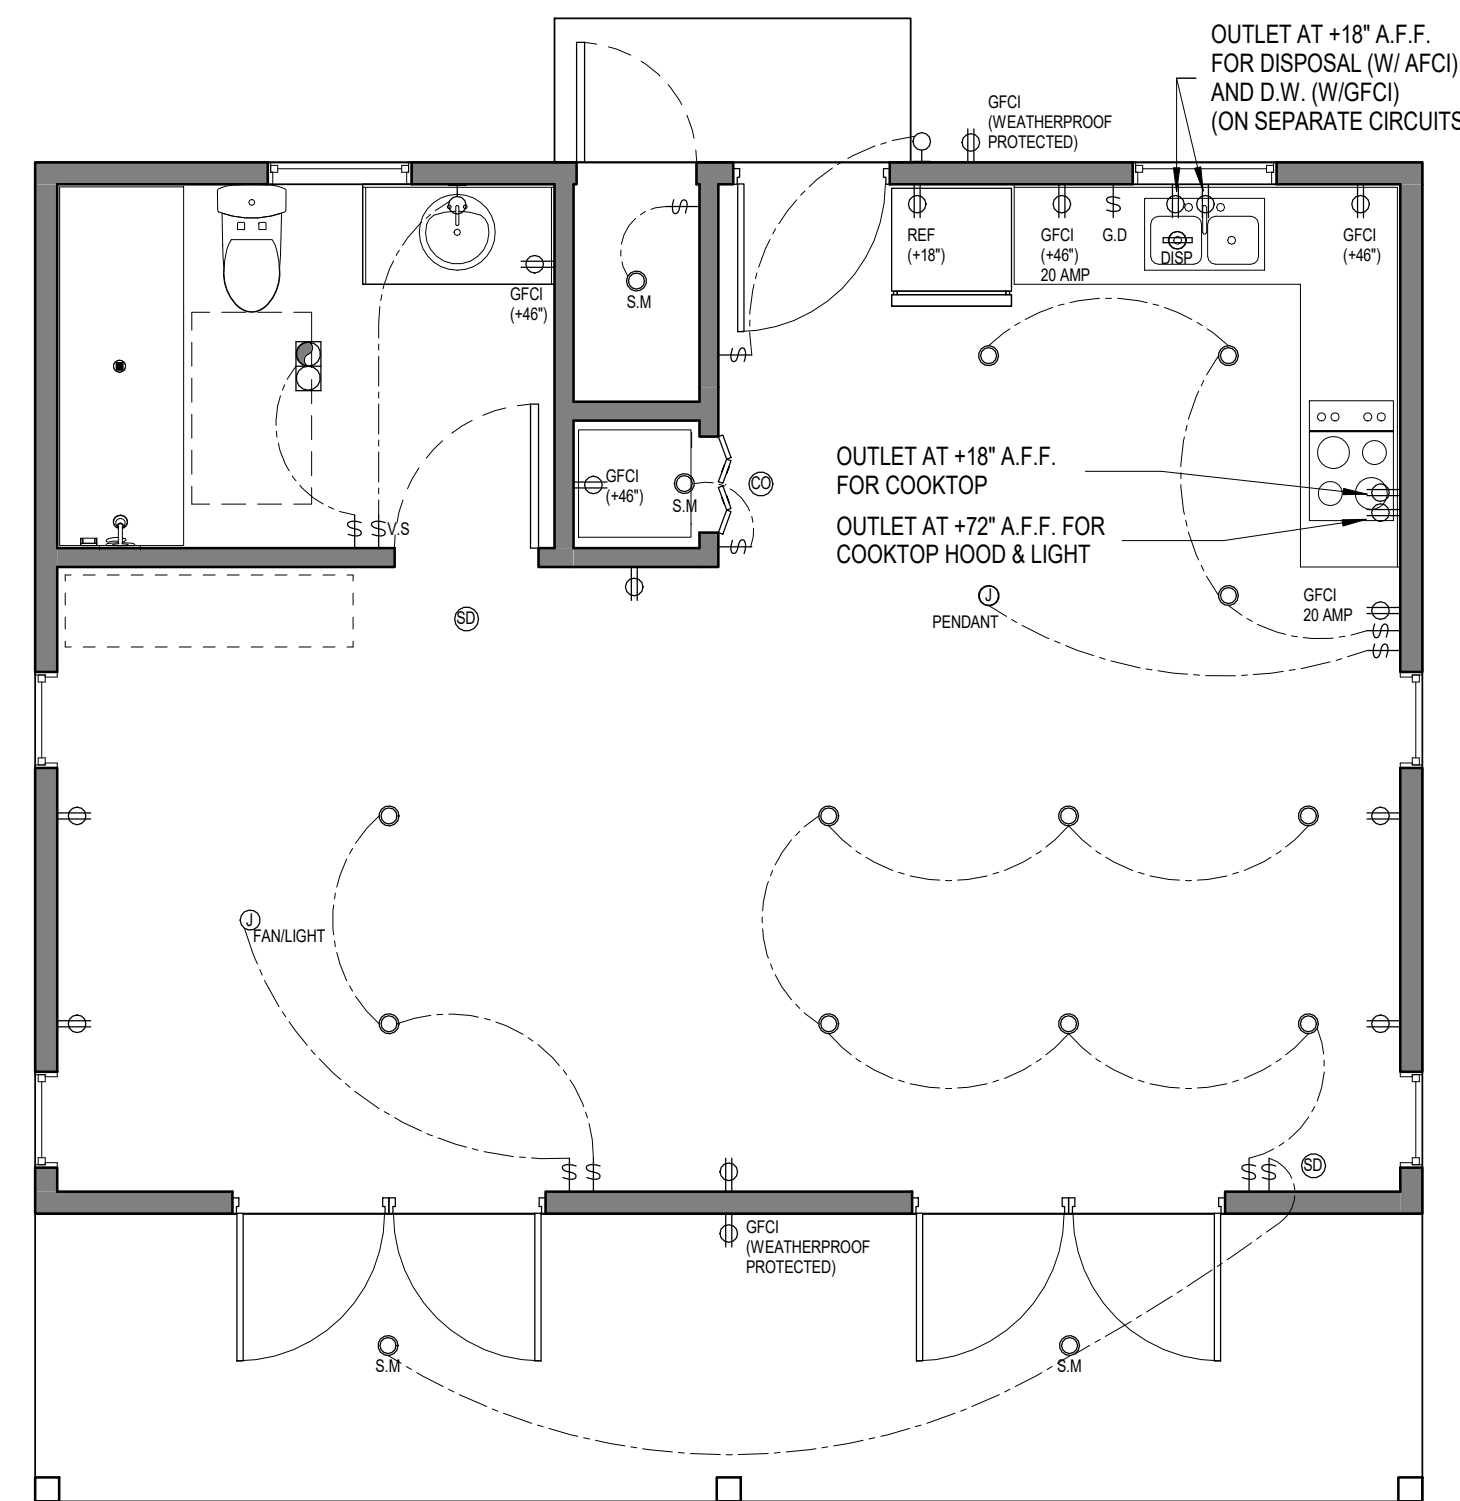 OUTLET AT +18" A.F.F.
FOR DISPOSAL (W/ AFCI)
AND D.W. (W/GFCI)
(ON SEPARATE CIRCUITS
GFCI
(WEATHERPROOF
PROTECTED)
REF
(+18")
GFCI
(+46")
20 AMP
S
G.D
DISP
GFCI
(+46")
GFCI
(+46")
S
S.M
S
GFCI
(+46")
S.M
CO
S
OUTLET AT +18" A.F.F.
FOR COOKTOP
OUTLET AT +72" A.F.F. FOR
COOKTOP HOOD & LIGHT
S
S
V.S
SD
J
PENDANT
GFCI
20 AMP
S
S
J
FAN/LIGHT
S
S
S
S
SD
GFCI
(WEATHERPROOF
PROTECTED)
S.M
S.M